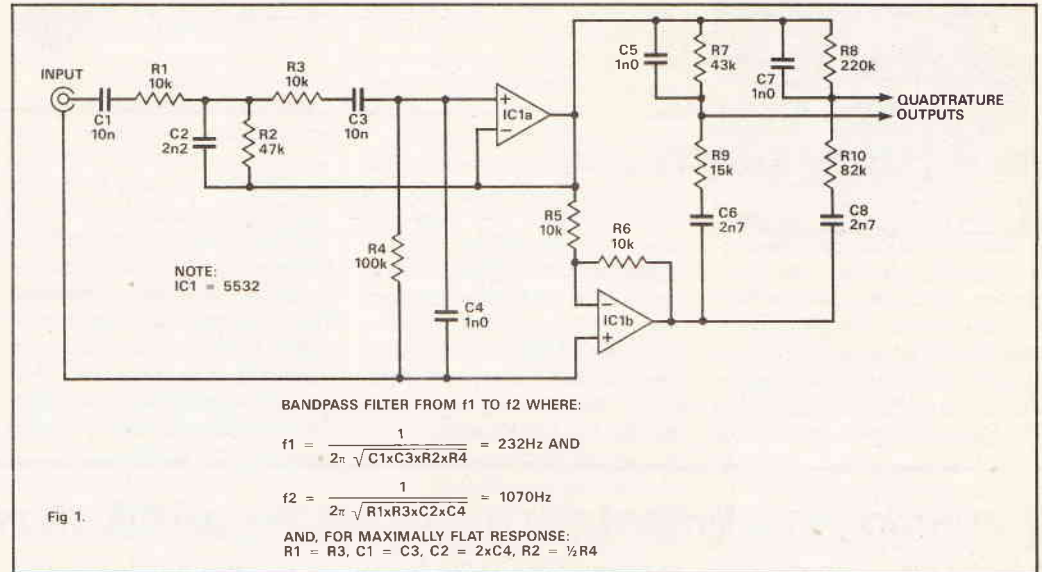 INPUT
C1
10n
R1
10k
C2
2n2
R2
47k
R3
10k
C3
10n
IC1a
+
−
R4
100k
C4
1n0
R5
10k
R6
10k
IC1b
−
+
C5
1n0
R7
43k
C7
1n0
R8
220k
QUADTRATURE
OUTPUTS
R9
15k
R10
82k
C6
2n7
C8
2n7
NOTE:
IC1 = 5532
BANDPASS FILTER FROM f1 TO f2 WHERE:
f1 = 1 / 2π √C1xC3xR2xR4 = 232Hz AND
f2 = 1 / 2π √R1xR3xC2xC4 = 1070Hz
AND, FOR MAXIMALLY FLAT RESPONSE:
R1 = R3, C1 = C3, C2 = 2xC4, R2 = ½R4
Fig 1.